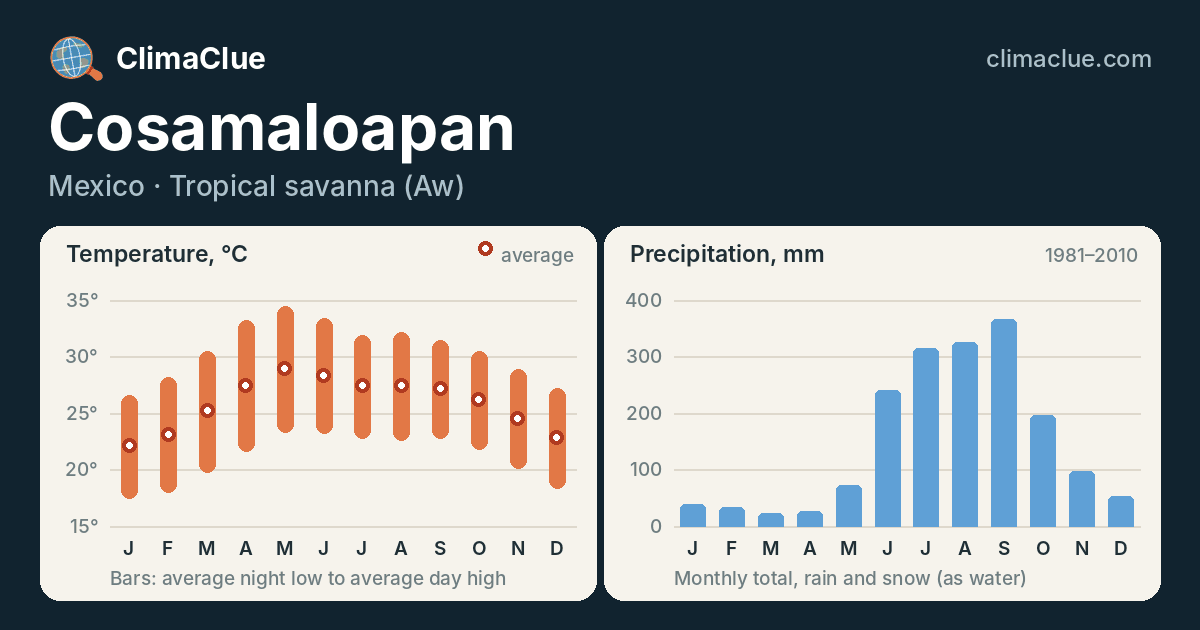 ClimaClue
climaclue.com
Cosamaloapan
Mexico · Tropical savanna (Aw)
Temperature, °C
average
35°
30°
25°
20°
15°
J F M A M J J A S O N D
Bars: average night low to average day high
Precipitation, mm
1981–2010
400
300
200
100
0
J F M A M J J A S O N D
Monthly total, rain and snow (as water)